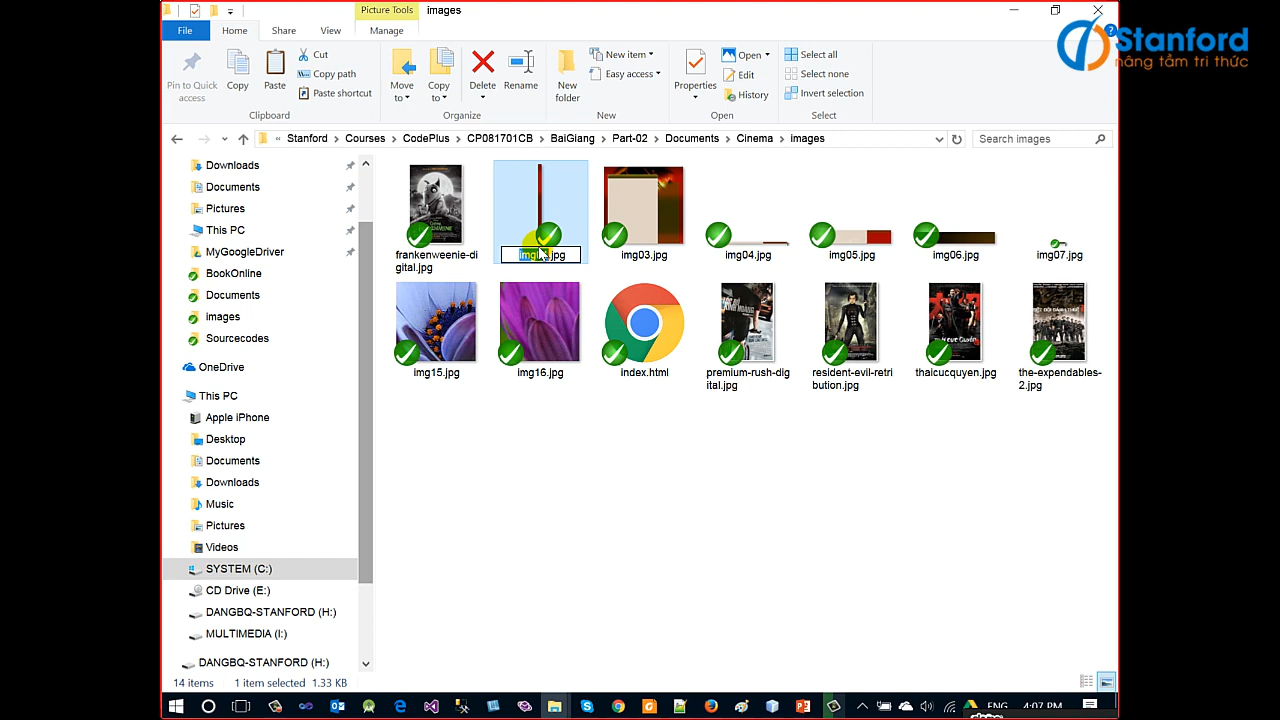 Picture Tools
images
File
Home
Share
View
Manage
Stanford
nâng tầm tri thức
Pin to Quick access
Copy
Paste
Cut
Copy path
Paste shortcut
Move to
Copy to
Delete
Rename
New folder
New item
Easy access
Properties
Open
Edit
History
Select all
Select none
Invert selection
Clipboard
Organize
New
Open
Select
« Stanford > Courses > CodePlus > CP081701CB > BaiGiang > Part-02 > Documents > Cinema > images
Search images
Downloads
Documents
Pictures
This PC
MyGoogleDriver
BookOnline
Documents
images
Sourcecodes
OneDrive
This PC
Apple iPhone
Desktop
Documents
Downloads
Music
Pictures
Videos
SYSTEM (C:)
CD Drive (E:)
DANGBQ-STANFORD (H:)
MULTIMEDIA (I:)
DANGBQ-STANFORD (H:)
frankenweenie-di
gital.jpg
img03.jpg
img04.jpg
img05.jpg
img06.jpg
img07.jpg
img15.jpg
img16.jpg
index.html
premium-rush-dig
ital.jpg
resident-evil-retri
bution.jpg
thaicucquyen.jpg
the-expendables-
2.jpg
14 items
1 item selected 1.33 KB
ENG
4:07 PM